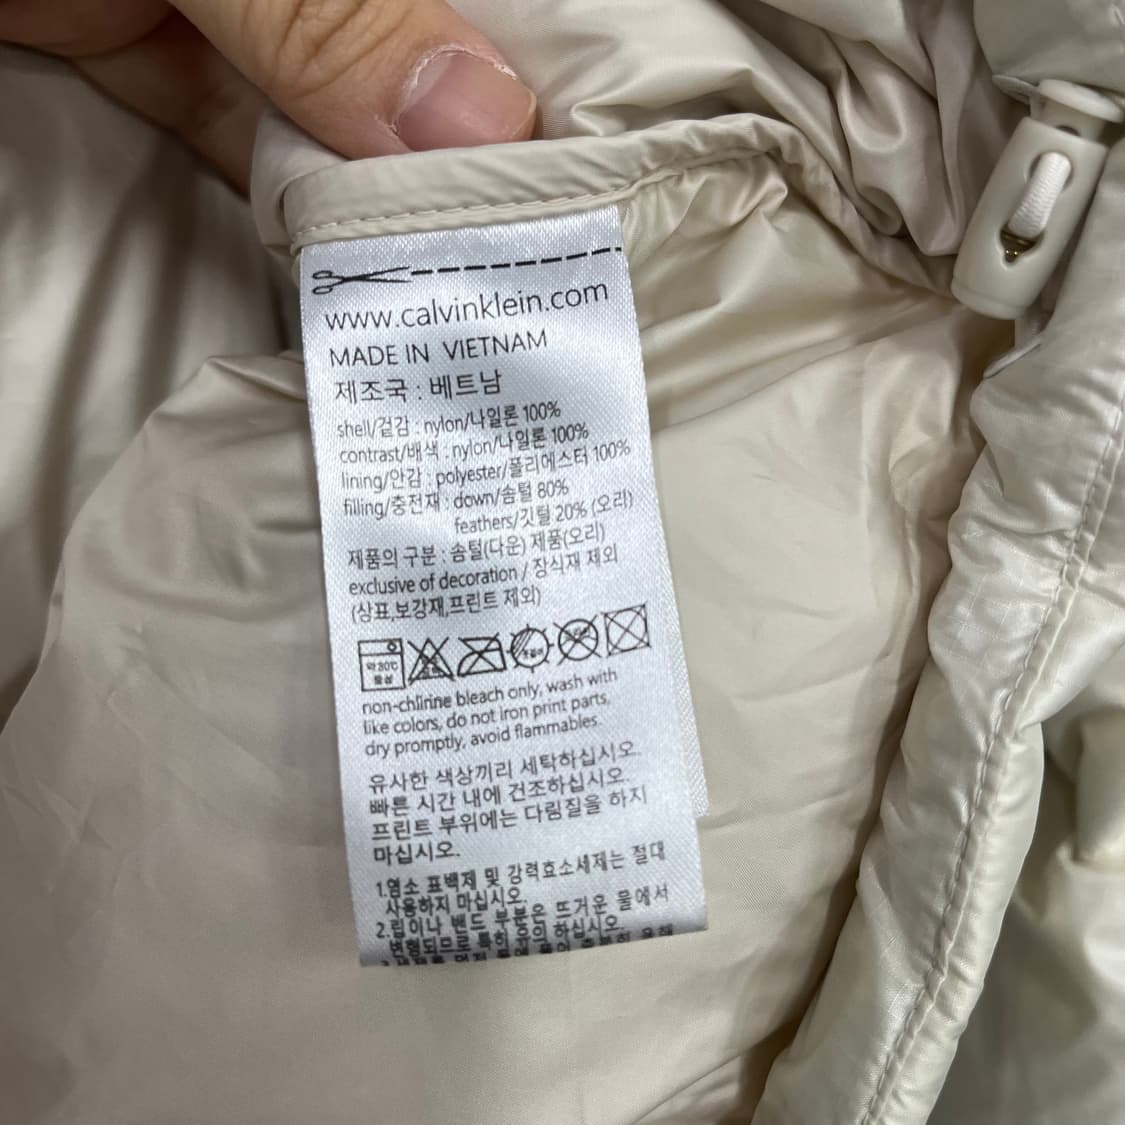 www.calvinklein.com
MADE IN VIETNAM
제조국 : 베트남
shell/겉감 : nylon/나일론 100%
contrast/배색 : nylon/나일론 100%
lining/안감 : polyester/폴리에스터 100%
filling/충전재 : down/솜털 80%
feathers/깃털 20% (오리)
제품의 구분 : 솜털(다운) 제품(오리)
exclusive of decoration / 장식재 제외
(상표,보강재,프린트 제외)
약 30℃
중성
non-chlirine bleach only, wash with
like colors, do not iron print parts,
dry promptly, avoid flammables.
유사한 색상끼리 세탁하십시오.
빠른 시간 내에 건조하십시오.
프린트 부위에는 다림질을 하지
마십시오.
1.염소 표백제 및 강력효소세제는 절대
사용하지 마십시오.
2.립이나 밴드 부분은 뜨거운 물에서
변형되므로 주의하십시오.